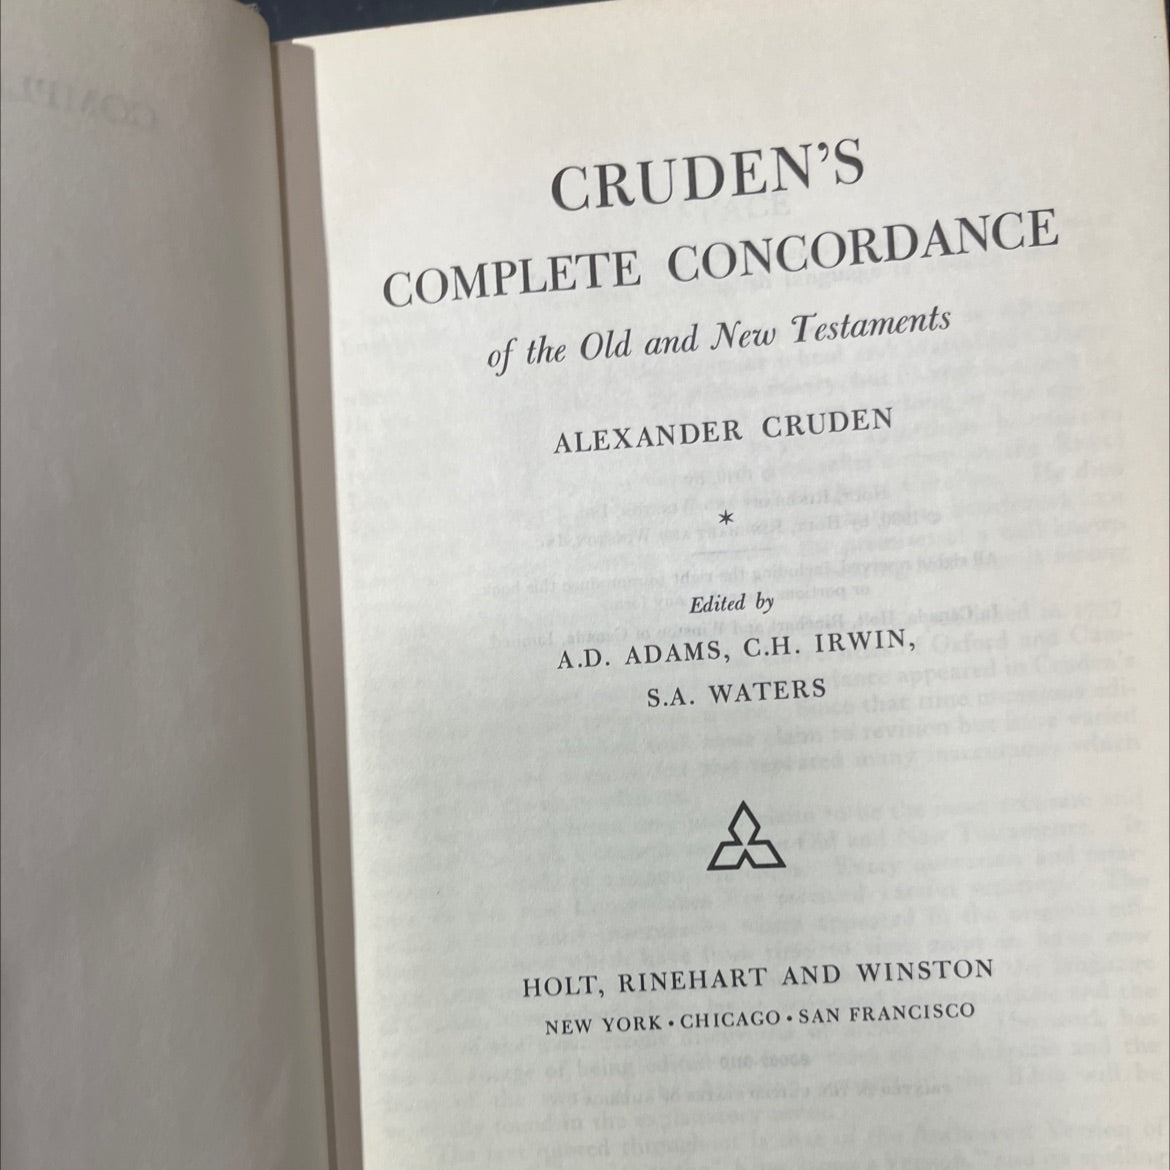 CRUDEN'S
COMPLETE CONCORDANCE
of the Old and New Testaments
ALEXANDER CRUDEN
*
Edited by
A.D. ADAMS, C.H. IRWIN,
S.A. WATERS
HOLT, RINEHART AND WINSTON
NEW YORK • CHICAGO • SAN FRANCISCO